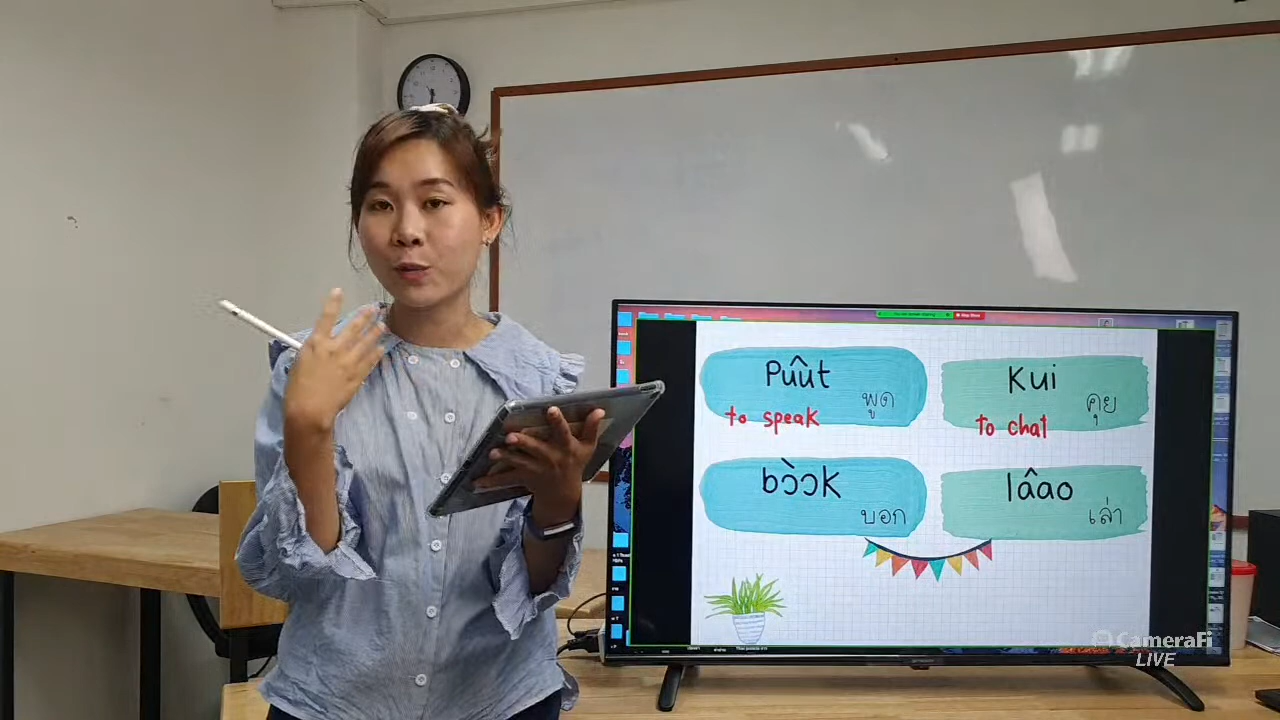 Pûut
พูด
to speak
Kui
คุย
to chat
bɔ̀ɔk
บอก
lâao
เล่า
CameraFi
LIVE